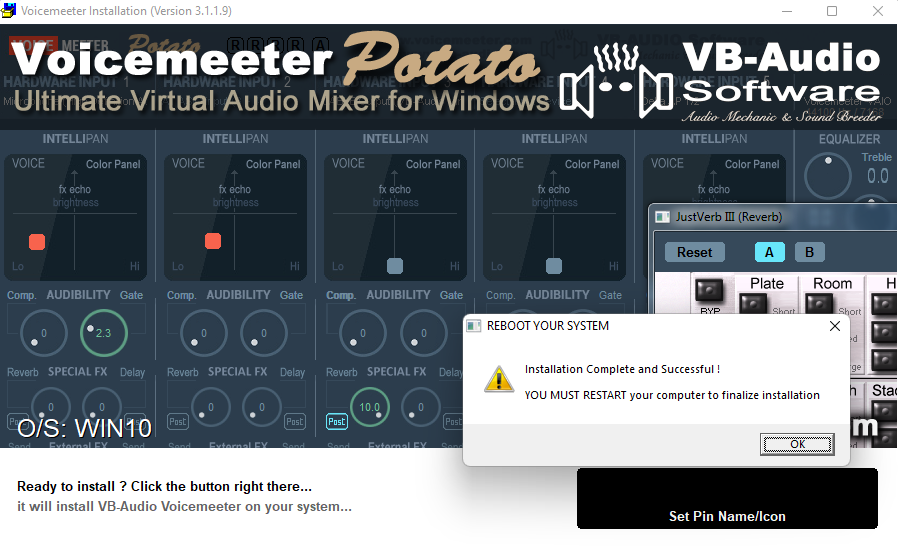 Voicemeeter Installation (Version 3.1.1.9)
Voicemeeter Potato
Ultimate Virtual Audio Mixer for Windows
VB-Audio
Software
Audio Mechanic & Sound Breeder
HARDWARE INPUT 1
HARDWARE INPUT 2
INTELLIPAN
INTELLIPAN
INTELLIPAN
INTELLIPAN
INTELLIPAN
EQUALIZER
VOICE Color Panel
VOICE Color Panel
VOICE Color Panel
VOICE Color Panel
VOICE Color Panel
Treble
0.0
fx echo
brightness
fx echo
brightness
fx echo
brightness
fx echo
brightness
fx echo
brightness
Lo Hi
Lo Hi
Lo Hi
Lo Hi
JustVerb III (Reverb)
Reset A B
Plate Room
BYP Short Short
Comp. AUDIBILITY Gate
Comp. AUDIBILITY Gate
Comp. AUDIBILITY Gate
0 2.3
0 0
0 0
Reverb SPECIAL FX Delay
Reverb SPECIAL FX Delay
Reverb SPECIAL FX Delay
0 0
0 0
10.0 0
Post Post
Post Post
Send External FX Send
Send External FX Send
Send External FX
O/S: WIN10
REBOOT YOUR SYSTEM
Installation Complete and Successful !
YOU MUST RESTART your computer to finalize installation
OK
Ready to install ? Click the button right there...
it will install VB-Audio Voicemeeter on your system...
Set Pin Name/Icon